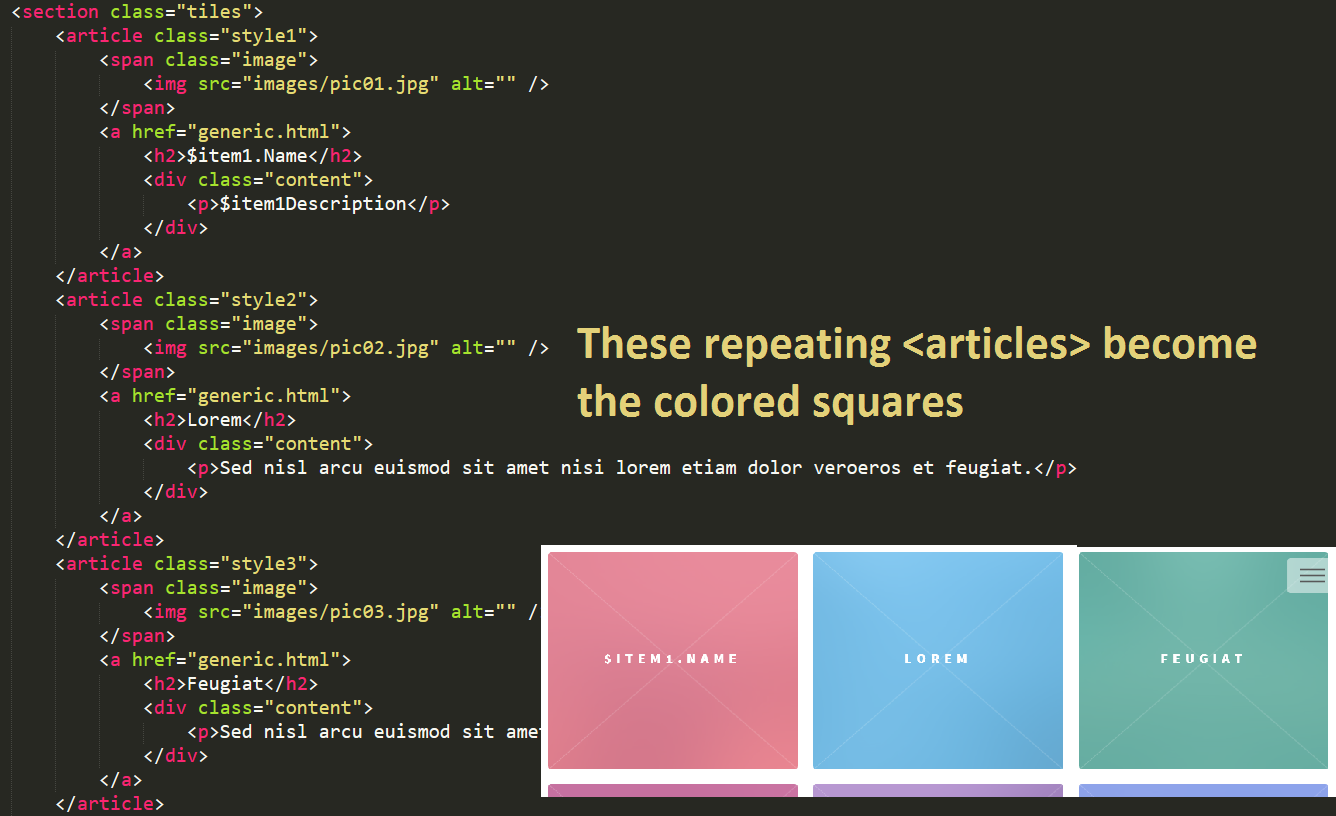 <section class="tiles">
<article class="style1">
<span class="image">
<img src="images/pic01.jpg" alt="" />
</span>
<a href="generic.html">
<h2>$item1.Name</h2>
<div class="content">
<p>$item1Description</p>
</div>
</a>
</article>
<article class="style2">
<span class="image">
<img src="images/pic02.jpg" alt="" />
</span>
<a href="generic.html">
<h2>Lorem</h2>
<div class="content">
<p>Sed nisl arcu euismod sit amet nisi lorem etiam dolor veroeros et feugiat.</p>
</div>
</a>
</article>
<article class="style3">
<span class="image">
<img src="images/pic03.jpg" alt="" /
</span>
<a href="generic.html">
<h2>Feugiat</h2>
<div class="content">
<p>Sed nisl arcu euismod sit ame
</div>
</a>
</article>
These repeating <articles> become
the colored squares
$ITEM1.NAME
LOREM
FEUGIAT